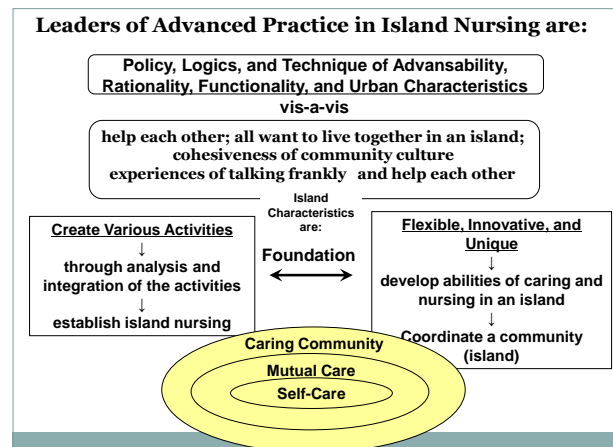 Leaders of Advanced Practice in Island Nursing are:
Policy, Logics, and Technique of Advansability,
Rationality, Functionality, and Urban Characteristics
vis-a-vis
help each other; all want to live together in an island;
cohesiveness of community culture
experiences of talking frankly and help each other
Island
Characteristics
are:
Foundation
Create Various Activities
↓
through analysis and
integration of the activities
↓
establish island nursing
Flexible, Innovative, and
Unique
↓
develop abilities of caring and
nursing in an island
↓
Coordinate a community
(island)
Caring Community
Mutual Care
Self-Care